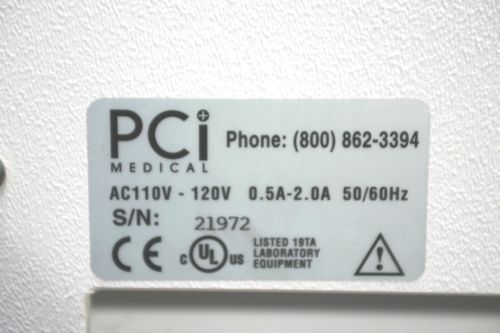 PCi
MEDICAL
Phone: (800) 862-3394
AC110V - 120V 0.5A-2.0A 50/60Hz
S/N: 21972
CE
c UL US
LISTED 19TA
LABORATORY
EQUIPMENT
!